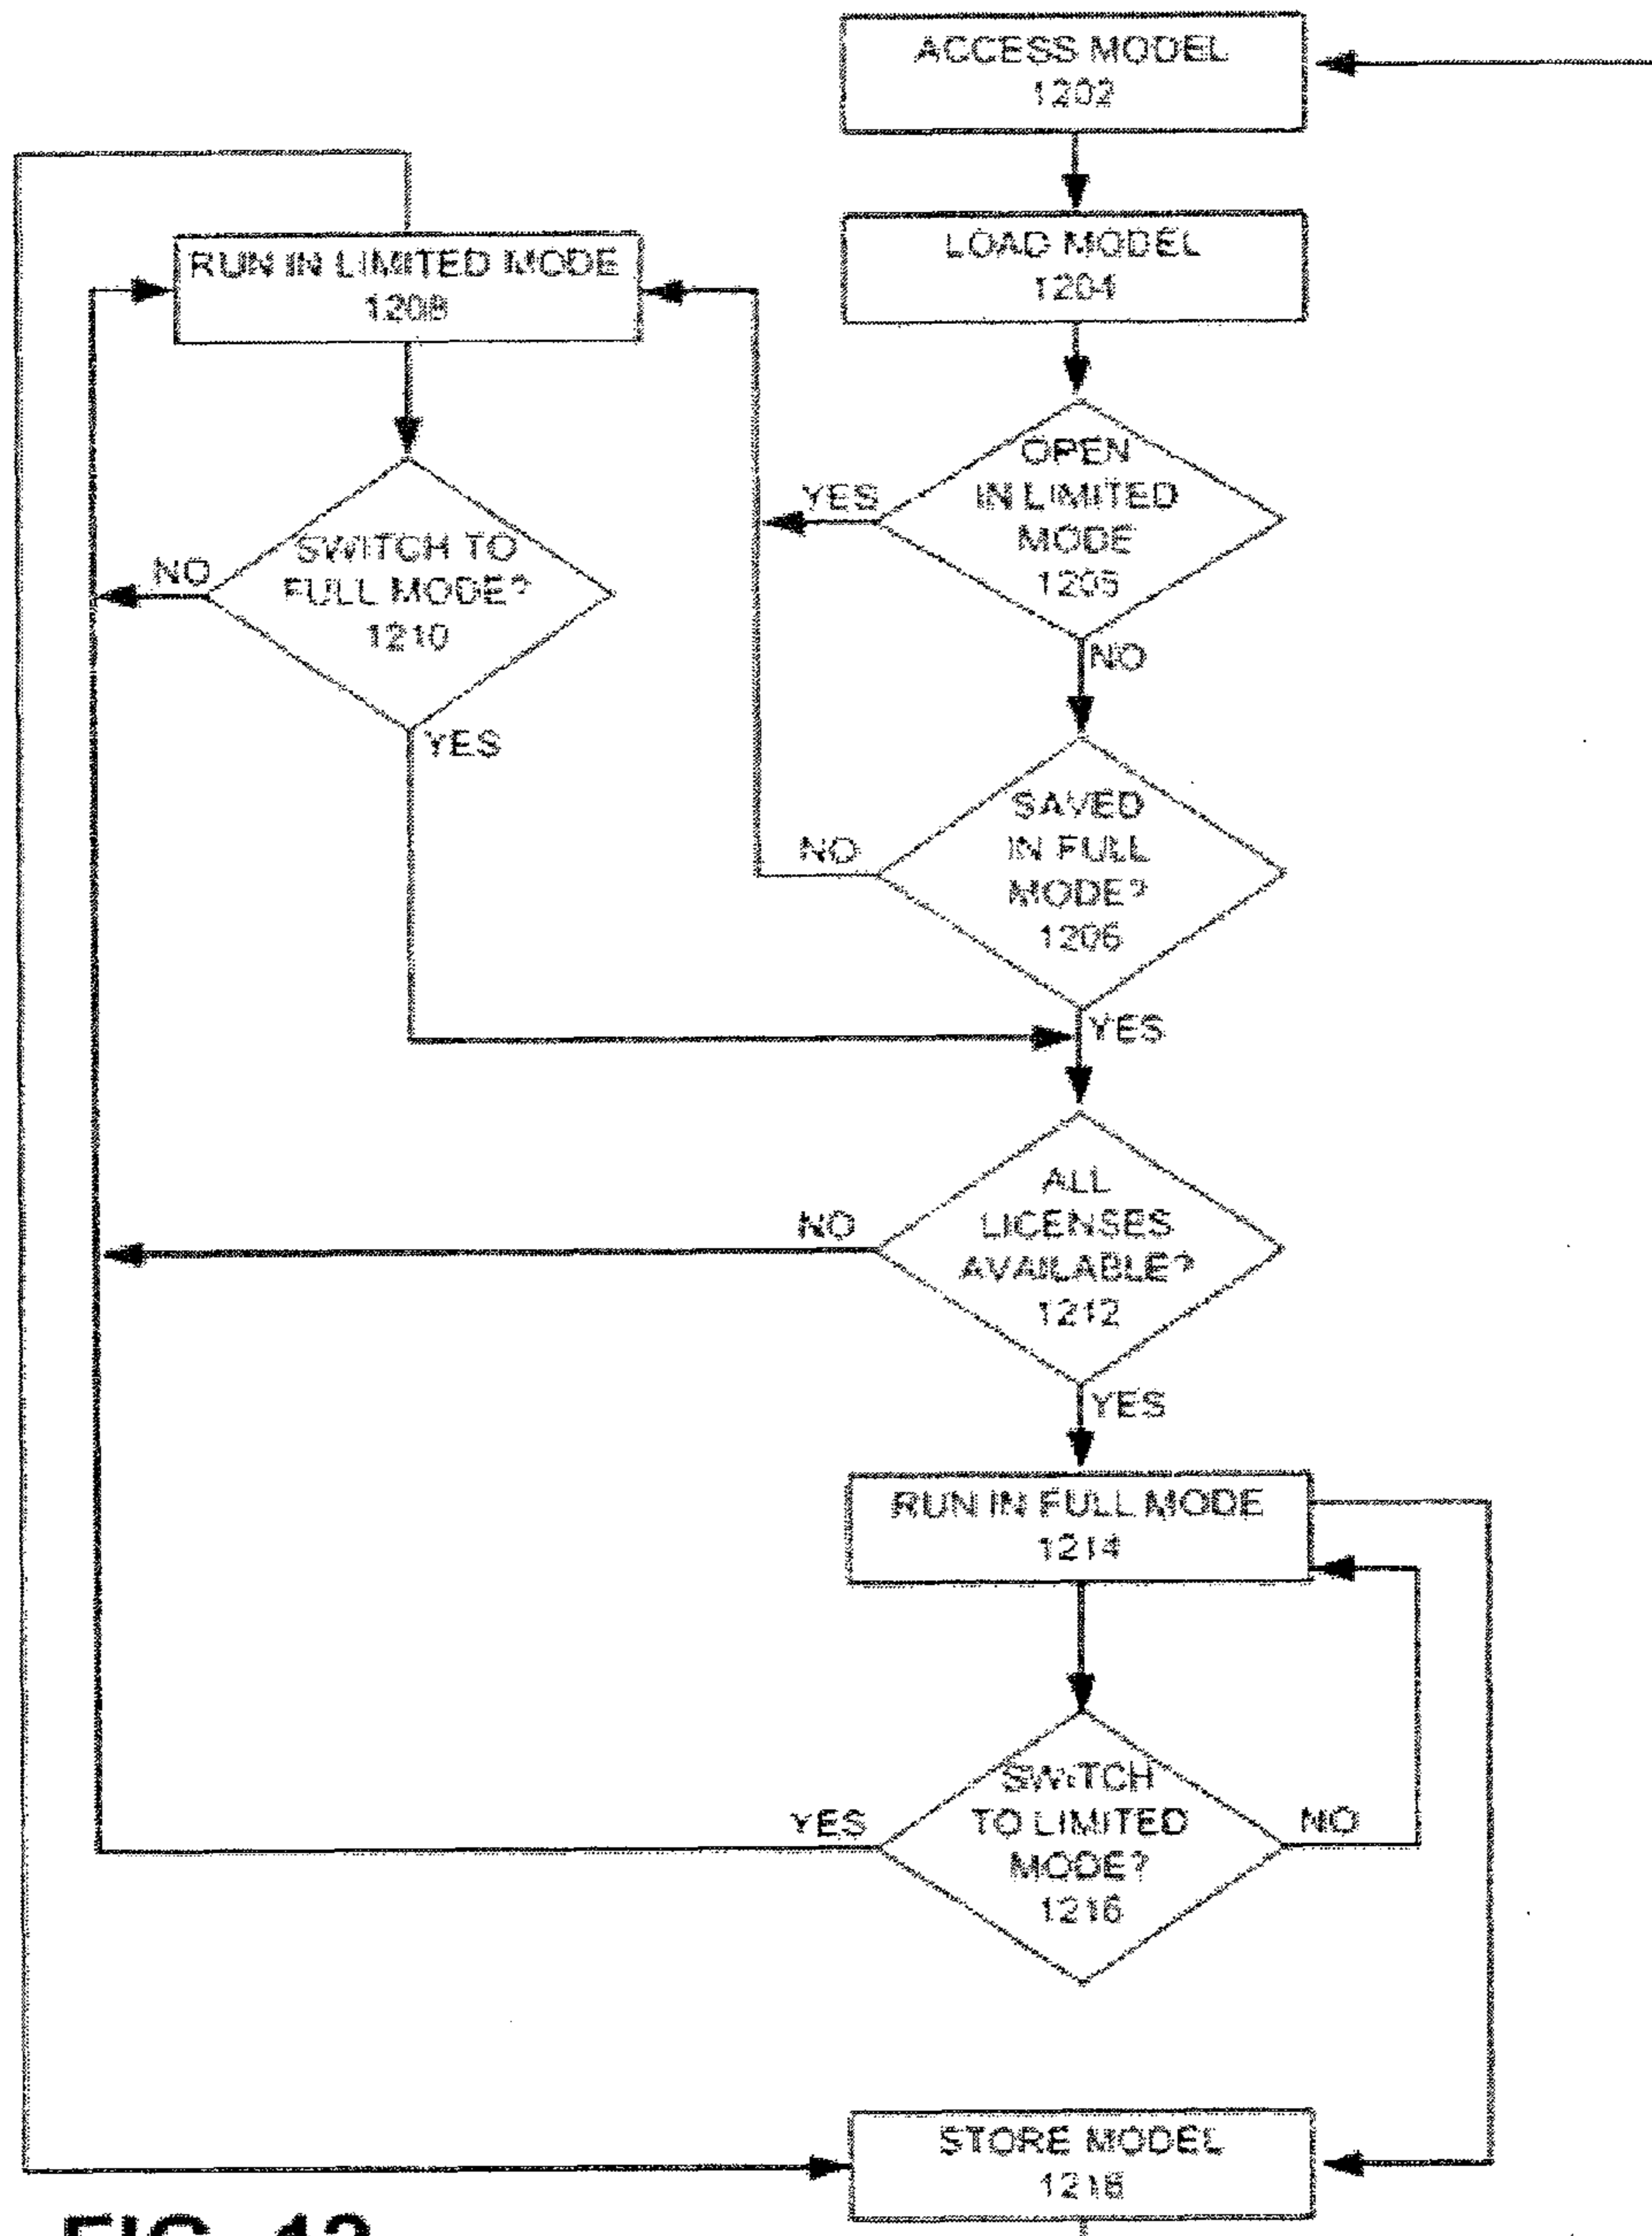 ACCESS MODEL
1202
LOAD MODEL
1204
RUN IN LIMITED MODE
1208
OPEN
IN LIMITED
MODE
1205
YES
NO
SWITCH TO
FULL MODE?
1210
NO
YES
SAVED
IN FULL
MODE?
1206
NO
YES
ALL
LICENSES
AVAILABLE?
1212
NO
YES
RUN IN FULL MODE
1214
SWITCH
TO LIMITED
MODE?
1216
YES
NO
STORE MODEL
1218
FIG.